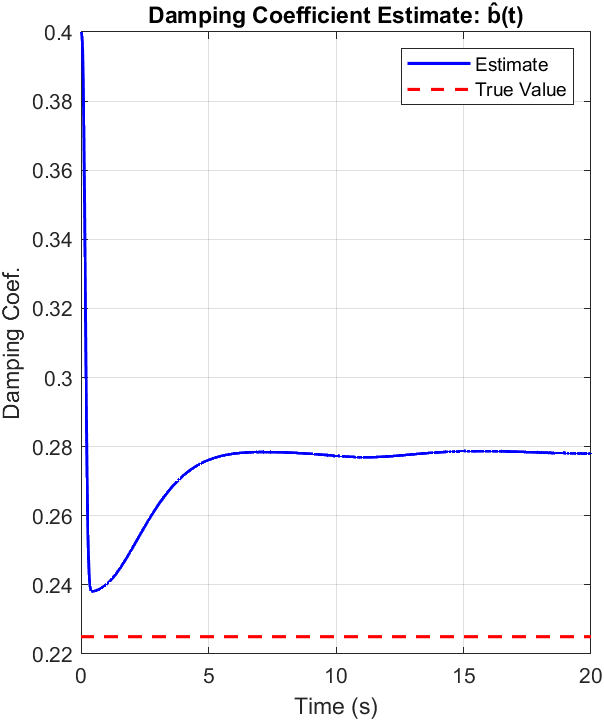 Damping Coefficient Estimate: b̂(t)
Estimate
True Value
0.4
0.38
0.36
0.34
0.32
0.3
0.28
0.26
0.24
0.22
Damping Coef.
0 5 10 15 20
Time (s)